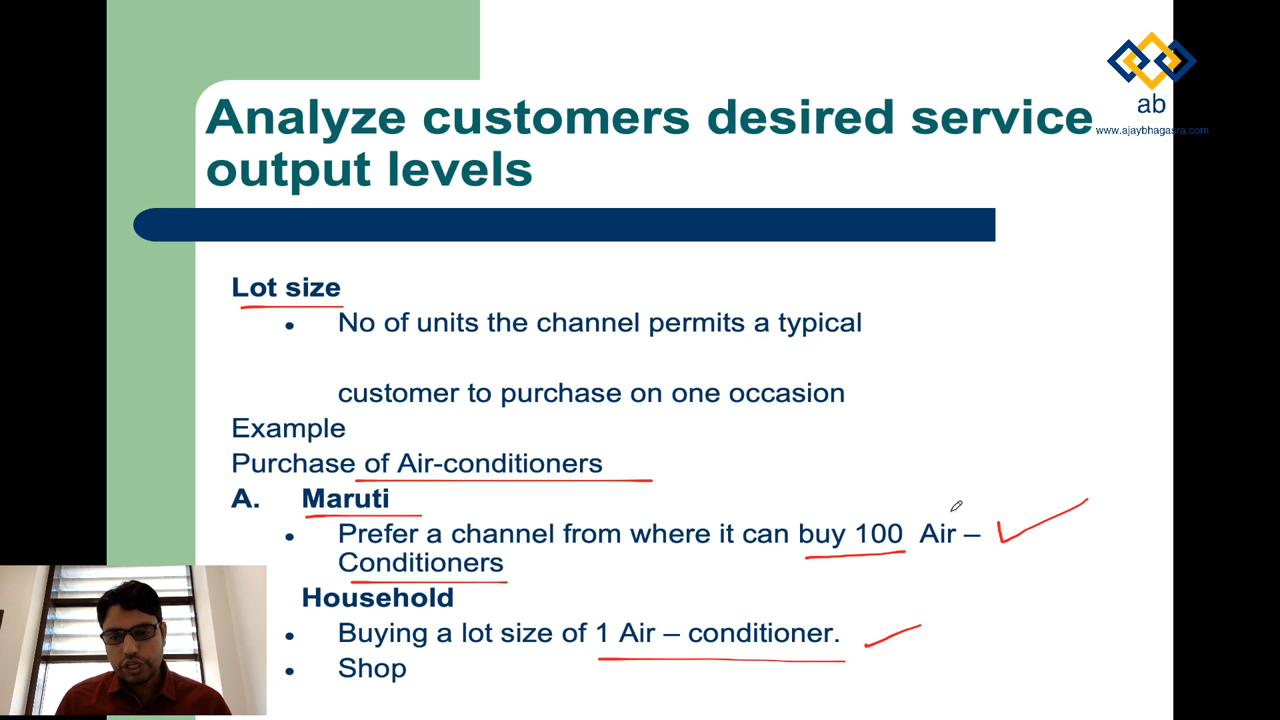 ab
www.ajaybhagasra.com
Analyze customers desired service
output levels
Lot size
• No of units the channel permits a typical
customer to purchase on one occasion
Example
Purchase of Air-conditioners
A. Maruti
• Prefer a channel from where it can buy 100 Air –
Conditioners
Household
• Buying a lot size of 1 Air – conditioner.
• Shop